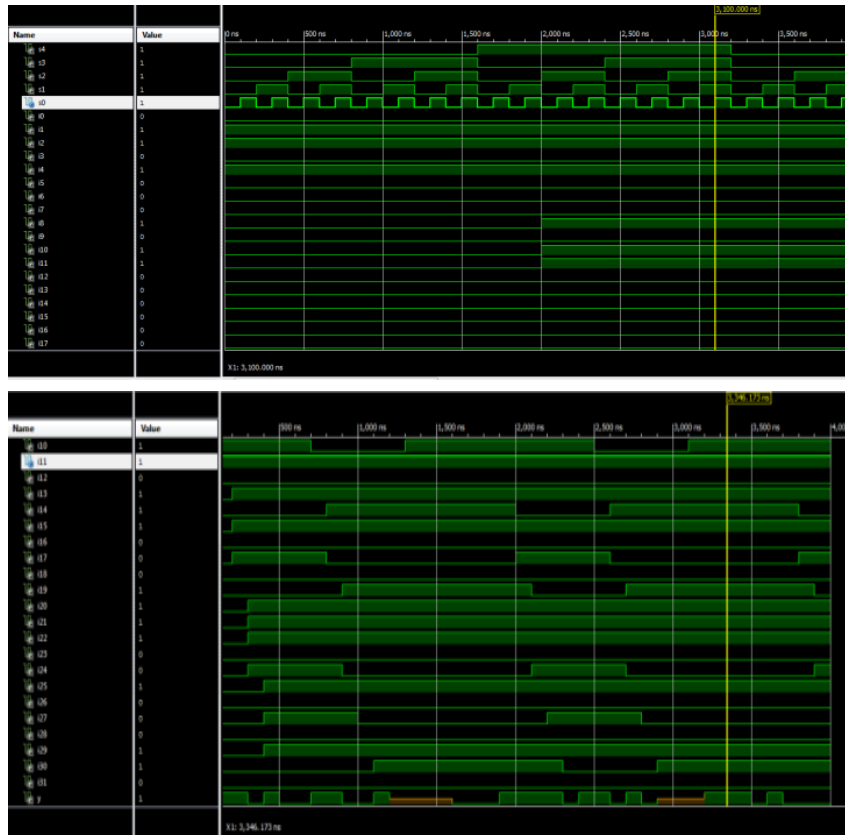 3,100.000 ns
Name Value 0 ns 500 ns 1,000 ns 1,500 ns 2,000 ns 2,500 ns 3,000 ns 3,500 ns
s4 1
s3 1
s2 1
s1 1
s0 1
i0 0
i1 1
i2 1
i3 0
i4 1
i5 0
i6 0
i7 0
i8 1
i9 0
i10 1
i11 1
i12 0
i13 0
i14 0
i15 0
i16 0
i17 0
X1: 3,100.000 ns
3,346.173 ns
Name Value 500 ns 1,000 ns 1,500 ns 2,000 ns 2,500 ns 3,000 ns 3,500 ns 4,00
i10 1
i11 1
i12 0
i13 1
i14 1
i15 1
i16 0
i17 0
i18 0
i19 1
i20 1
i21 1
i22 1
i23 0
i24 0
i25 1
i26 0
i27 0
i28 0
i29 1
i30 1
i31 0
y 1
X1: 3,346.173 ns